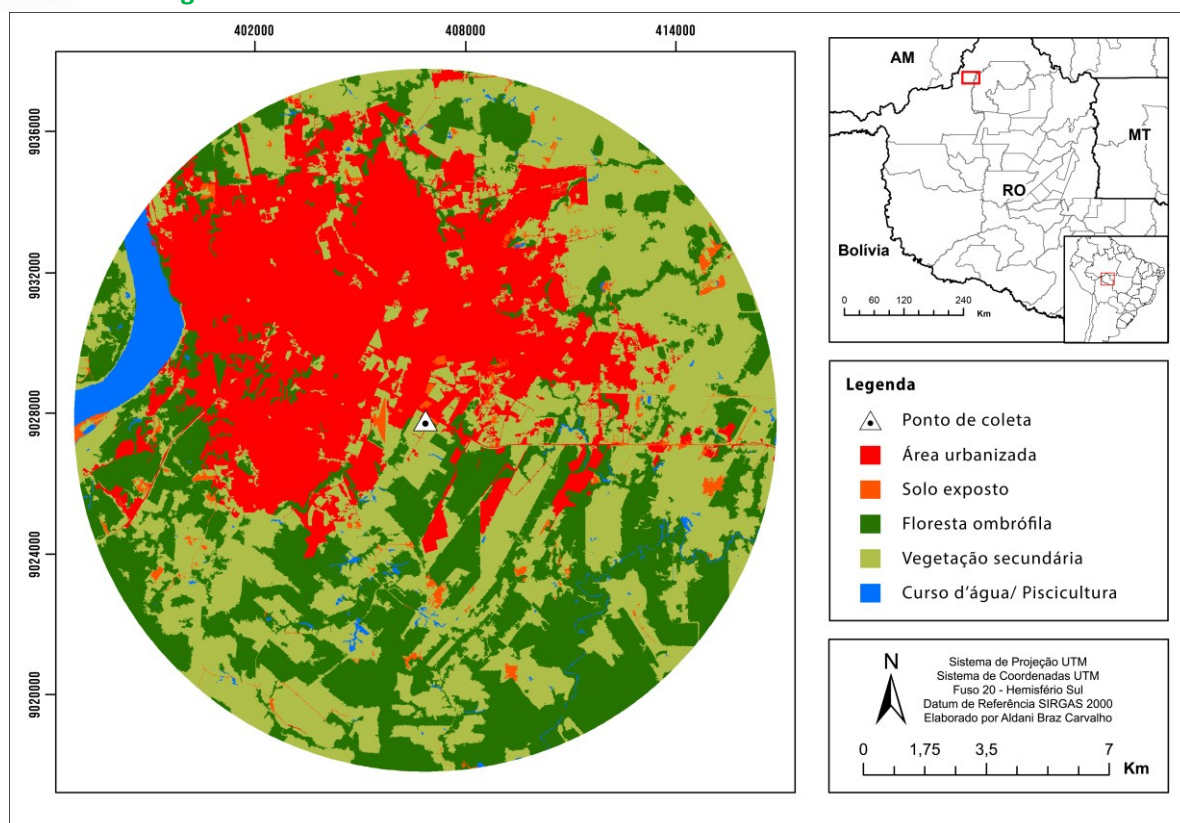 402000
408000
414000
9036000
9032000
9028000
9024000
9020000
AM
MT
RO
Bolívia
0 60 120 240
Km
Legenda
Ponto de coleta
Área urbanizada
Solo exposto
Floresta ombrófila
Vegetação secundária
Curso d'água/ Piscicultura
N
Sistema de Projeção UTM
Sistema de Coordenadas UTM
Fuso 20 - Hemisfério Sul
Datum de Referência SIRGAS 2000
Elaborado por Aldani Braz Carvalho
0 1,75 3,5 7
Km